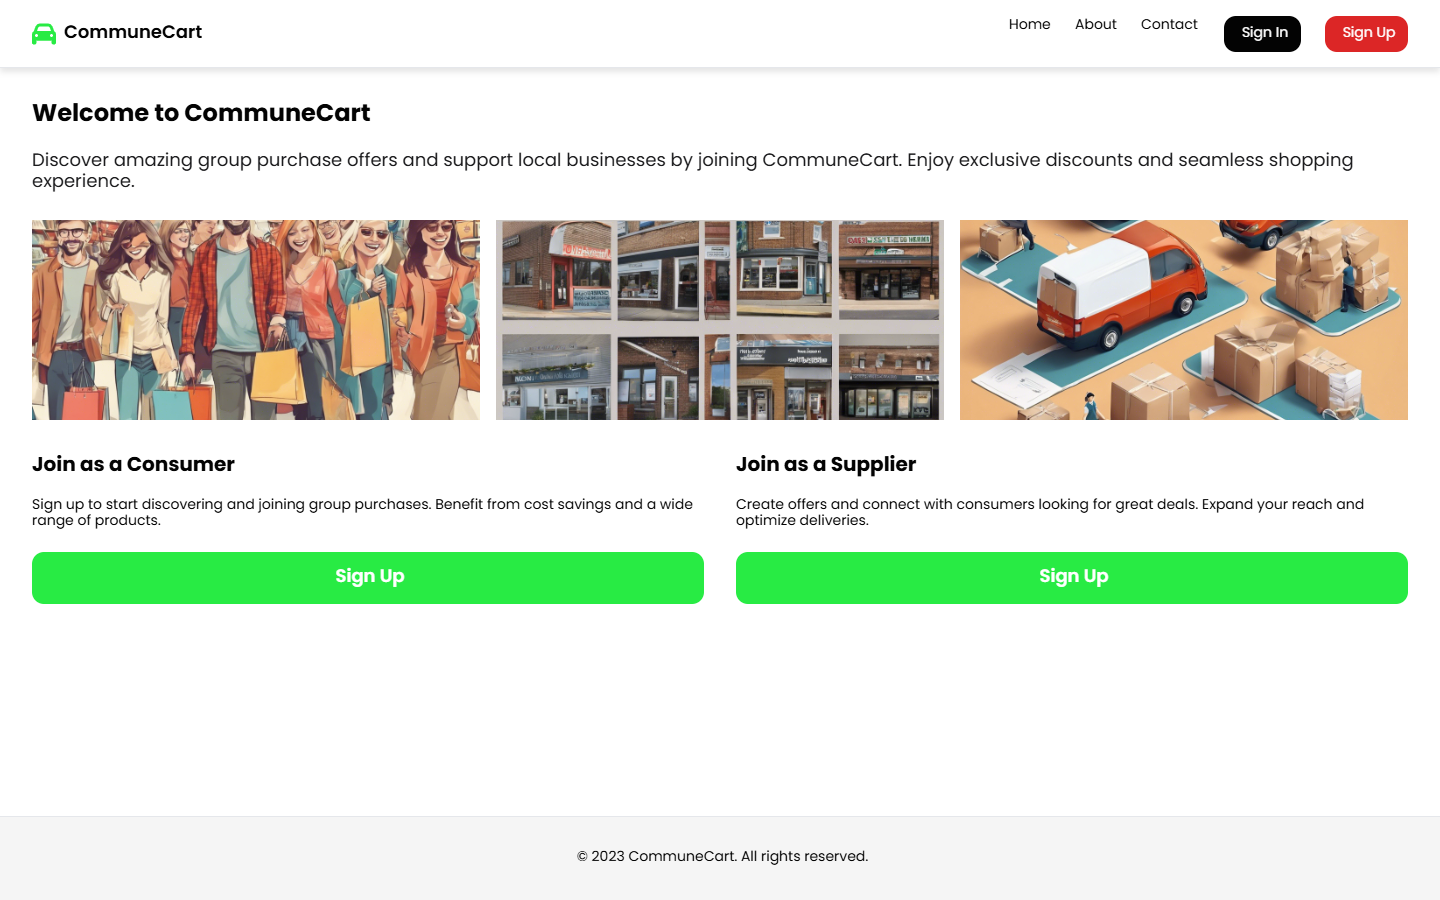 CommuneCart
Home
About
Contact
Sign In
Sign Up
Welcome to CommuneCart
Discover amazing group purchase offers and support local businesses by joining CommuneCart. Enjoy exclusive discounts and seamless shopping
experience.
Join as a Consumer
Sign up to start discovering and joining group purchases. Benefit from cost savings and a wide
range of products.
Sign Up
Join as a Supplier
Create offers and connect with consumers looking for great deals. Expand your reach and
optimize deliveries.
Sign Up
© 2023 CommuneCart. All rights reserved.